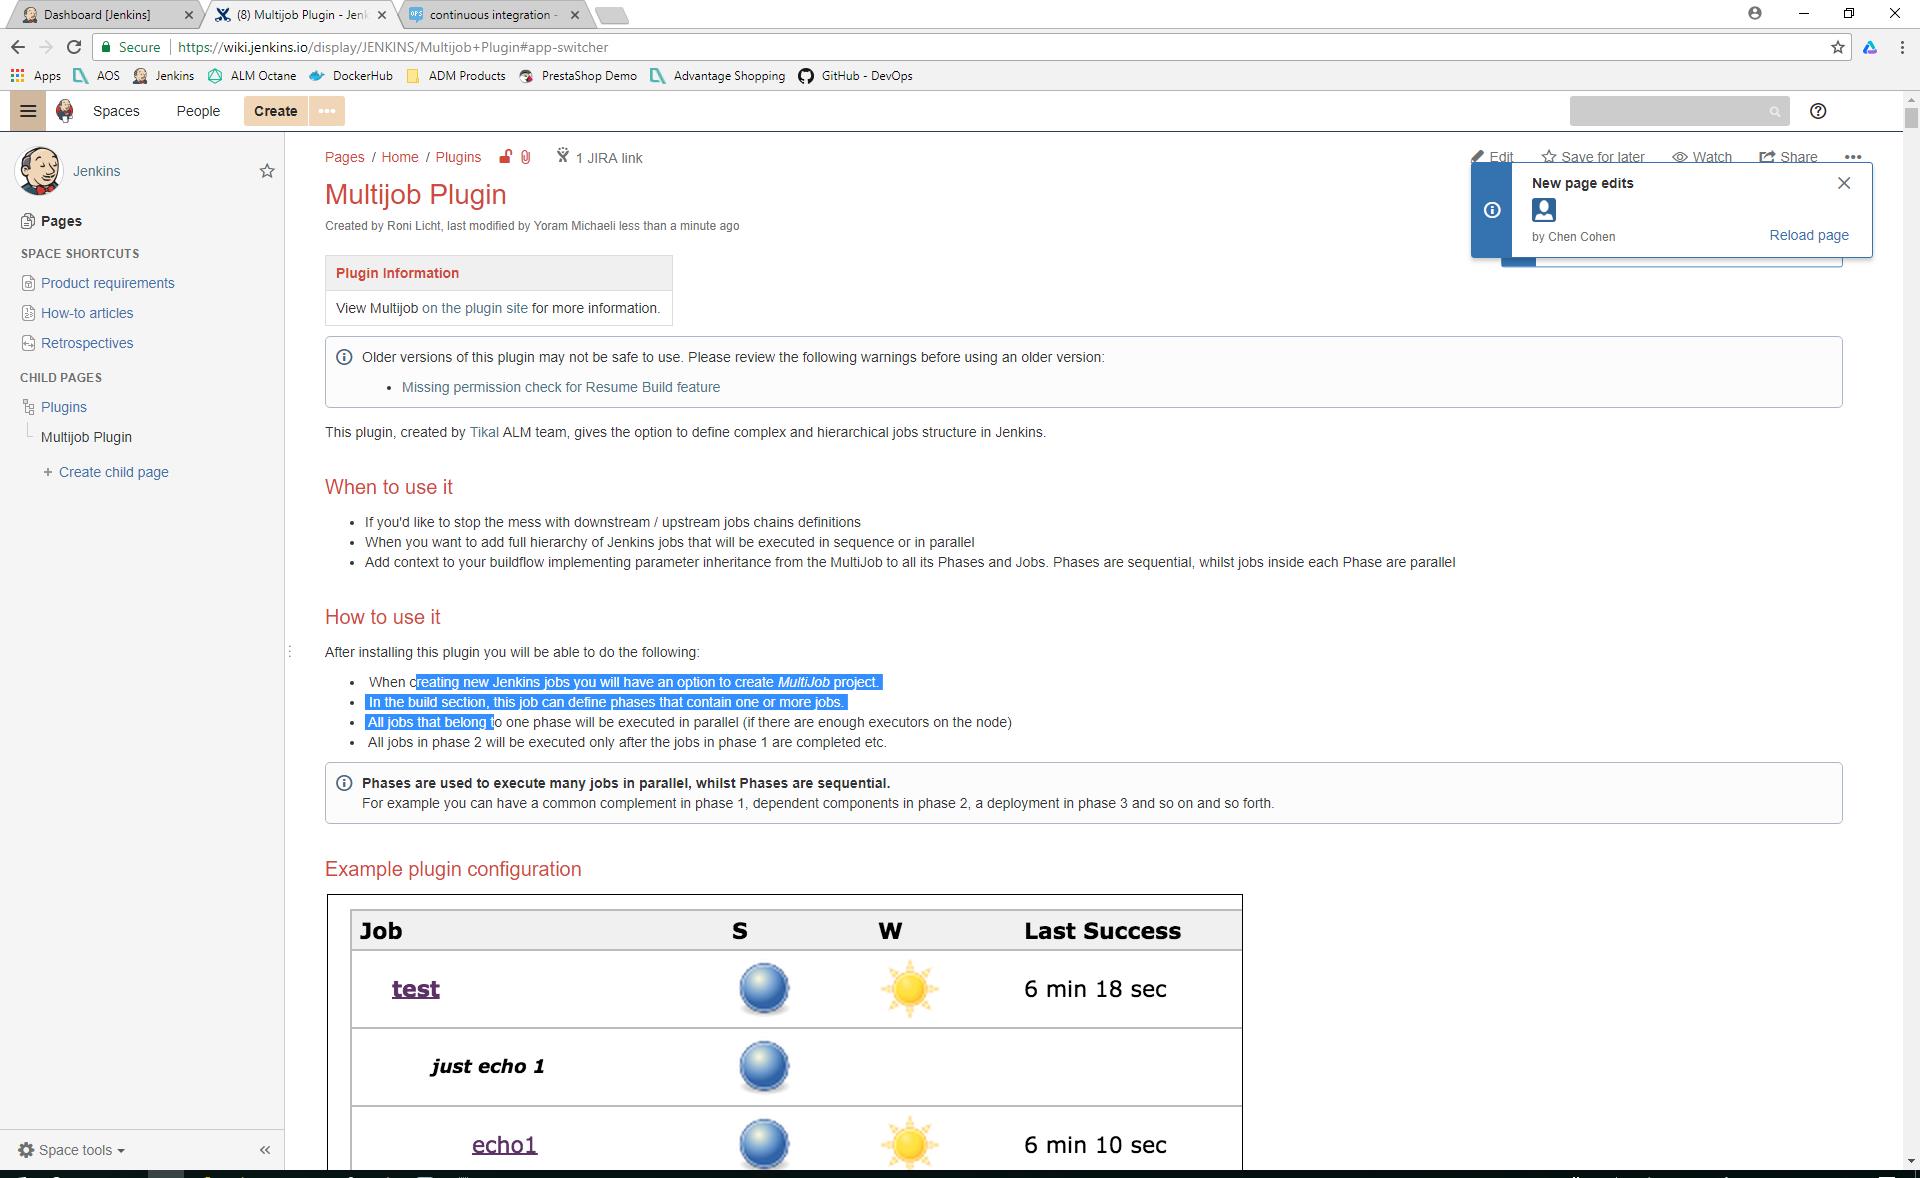 Dashboard [Jenkins]
(8) Multijob Plugin - Jenk
continuous integration -
Secure
https://wiki.jenkins.io/display/JENKINS/Multijob+Plugin#app-switcher
Apps
AOS
Jenkins
ALM Octane
DockerHub
ADM Products
PrestaShop Demo
Advantage Shopping
GitHub - DevOps
Spaces
People
Create
Jenkins
Pages
SPACE SHORTCUTS
Product requirements
How-to articles
Retrospectives
CHILD PAGES
Plugins
Multijob Plugin
+ Create child page
Space tools
Pages / Home / Plugins
1 JIRA link
Edit
Save for later
Watch
Share
Multijob Plugin
Created by Roni Licht, last modified by Yoram Michaeli less than a minute ago
New page edits
by Chen Cohen
Reload page
Plugin Information
View Multijob on the plugin site for more information.
Older versions of this plugin may not be safe to use. Please review the following warnings before using an older version:
• Missing permission check for Resume Build feature
This plugin, created by Tikal ALM team, gives the option to define complex and hierarchical jobs structure in Jenkins.
When to use it
• If you'd like to stop the mess with downstream / upstream jobs chains definitions
• When you want to add full hierarchy of Jenkins jobs that will be executed in sequence or in parallel
• Add context to your buildflow implementing parameter inheritance from the MultiJob to all its Phases and Jobs. Phases are sequential, whilst jobs inside each Phase are parallel
How to use it
After installing this plugin you will be able to do the following:
• When creating new Jenkins jobs you will have an option to create MultiJob project.
• In the build section, this job can define phases that contain one or more jobs.
• All jobs that belong to one phase will be executed in parallel (if there are enough executors on the node)
• All jobs in phase 2 will be executed only after the jobs in phase 1 are completed etc.
Phases are used to execute many jobs in parallel, whilst Phases are sequential.
For example you can have a common complement in phase 1, dependent components in phase 2, a deployment in phase 3 and so on and so forth.
Example plugin configuration
Job S W Last Success
test 6 min 18 sec
just echo 1
echo1 6 min 10 sec